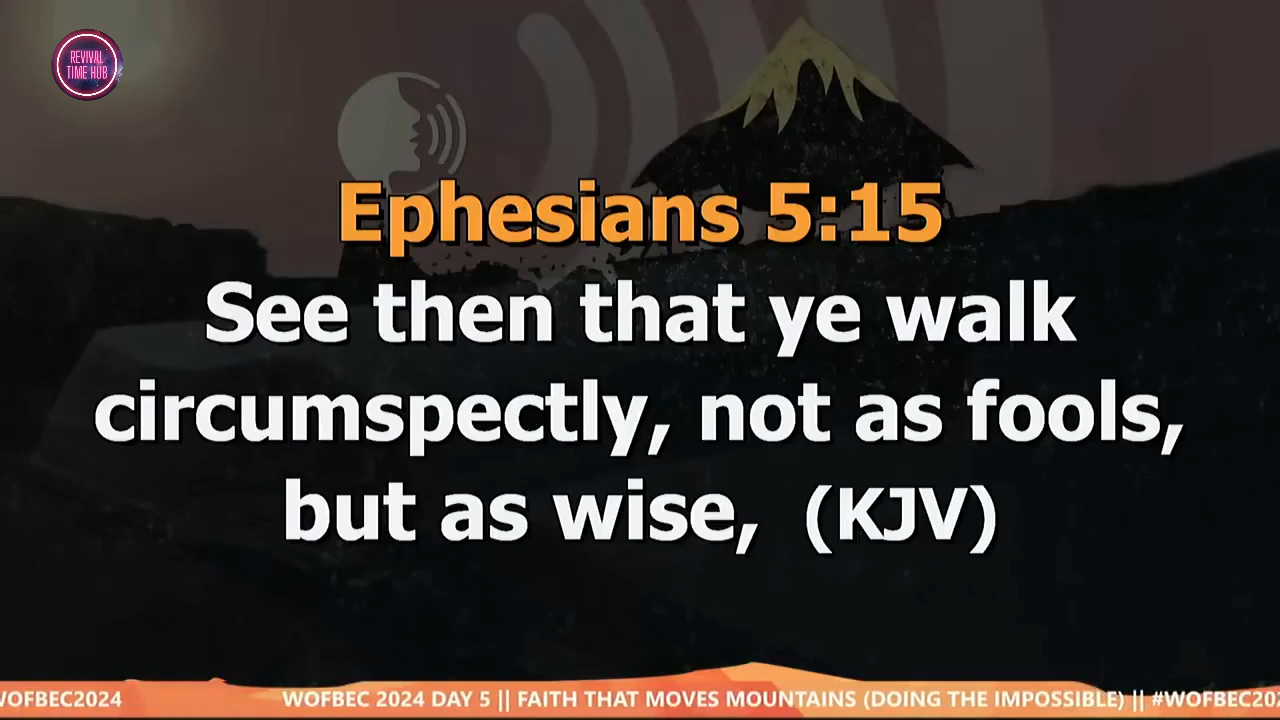 REVIVAL
TIME HUB
Ephesians 5:15
See then that ye walk
circumspectly, not as fools,
but as wise, (KJV)
WOFBEC2024 WOFBEC 2024 DAY 5 || FAITH THAT MOVES MOUNTAINS (DOING THE IMPOSSIBLE) || #WOFBEC202